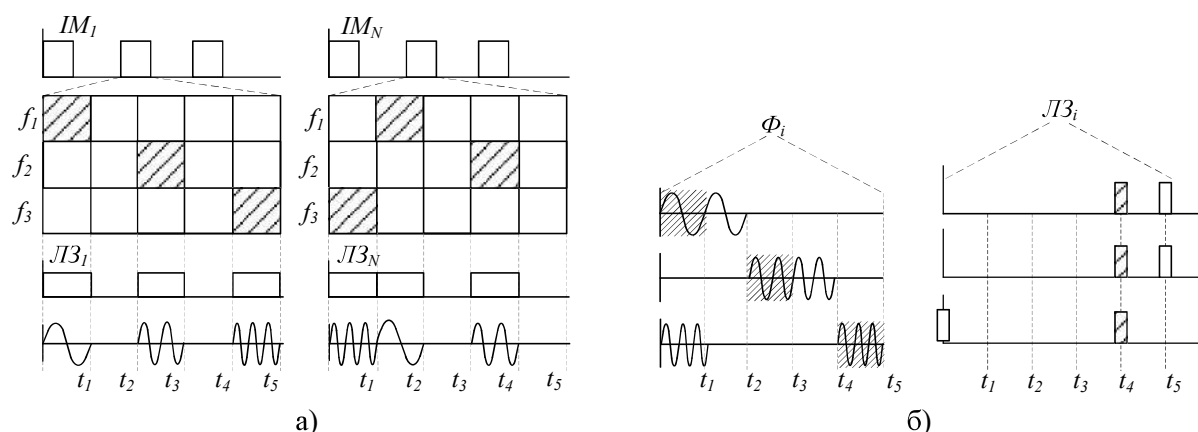 IM1 IMN
f1 f1
f2 f2
f3 f3
ЛЗ1 ЛЗN
t1 t2 t3 t4 t5 t1 t2 t3 t4 t5
а)
Фi ЛЗi
t1 t2 t3 t4 t5 t1 t2 t3 t4 t5
б)